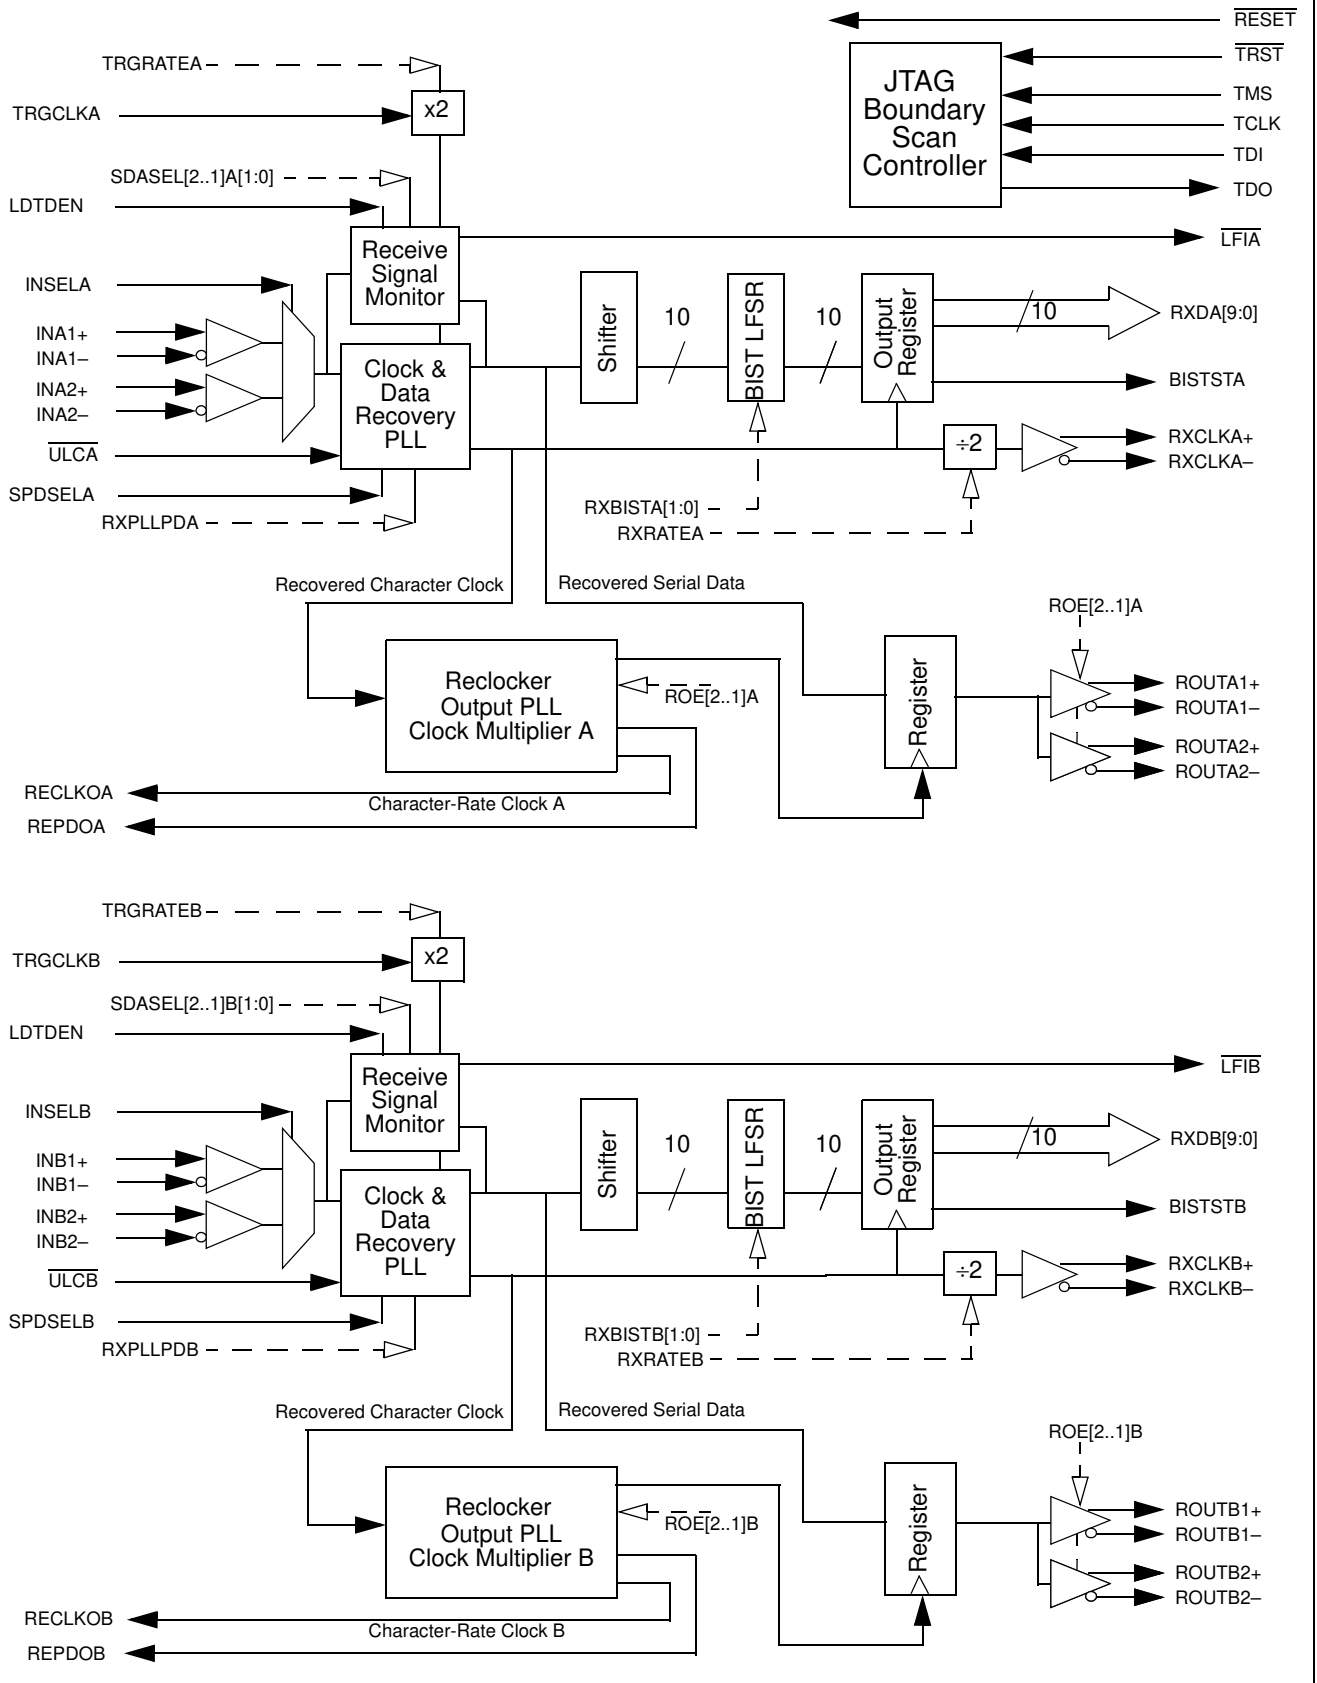 RESET
TRST
TMS
TCLK
TDI
TDO
JTAG
Boundary
Scan
Controller
TRGRATEA
x2
TRGCLKA
SDASEL[2..1]A[1:0]
LDTDEN
Receive
Signal
Monitor
LFIA
INSELA
INA1+
INA1–
INA2+
INA2–
ULCA
SPDSELA
RXPLLPDA
Clock &
Data
Recovery
PLL
Shifter
10
BIST LFSR
10
Output
Register
10
RXDA[9:0]
BISTSTA
÷2
RXCLKA+
RXCLKA–
RXBISTA[1:0]
RXRATEA
Recovered Character Clock
Recovered Serial Data
Reclocker
Output PLL
Clock Multiplier A
ROE[2..1]A
Register
ROE[2..1]A
ROUTA1+
ROUTA1–
ROUTA2+
ROUTA2–
RECLKOA
Character-Rate Clock A
REPDOA
TRGRATEB
x2
TRGCLKB
SDASEL[2..1]B[1:0]
LDTDEN
Receive
Signal
Monitor
LFIB
INSELB
INB1+
INB1–
INB2+
INB2–
ULCB
SPDSELB
RXPLLPDB
Clock &
Data
Recovery
PLL
Shifter
10
BIST LFSR
10
Output
Register
10
RXDB[9:0]
BISTSTB
÷2
RXCLKB+
RXCLKB–
RXBISTB[1:0]
RXRATEB
Recovered Character Clock
Recovered Serial Data
Reclocker
Output PLL
Clock Multiplier B
ROE[2..1]B
Register
ROE[2..1]B
ROUTB1+
ROUTB1–
ROUTB2+
ROUTB2–
RECLKOB
Character-Rate Clock B
REPDOB